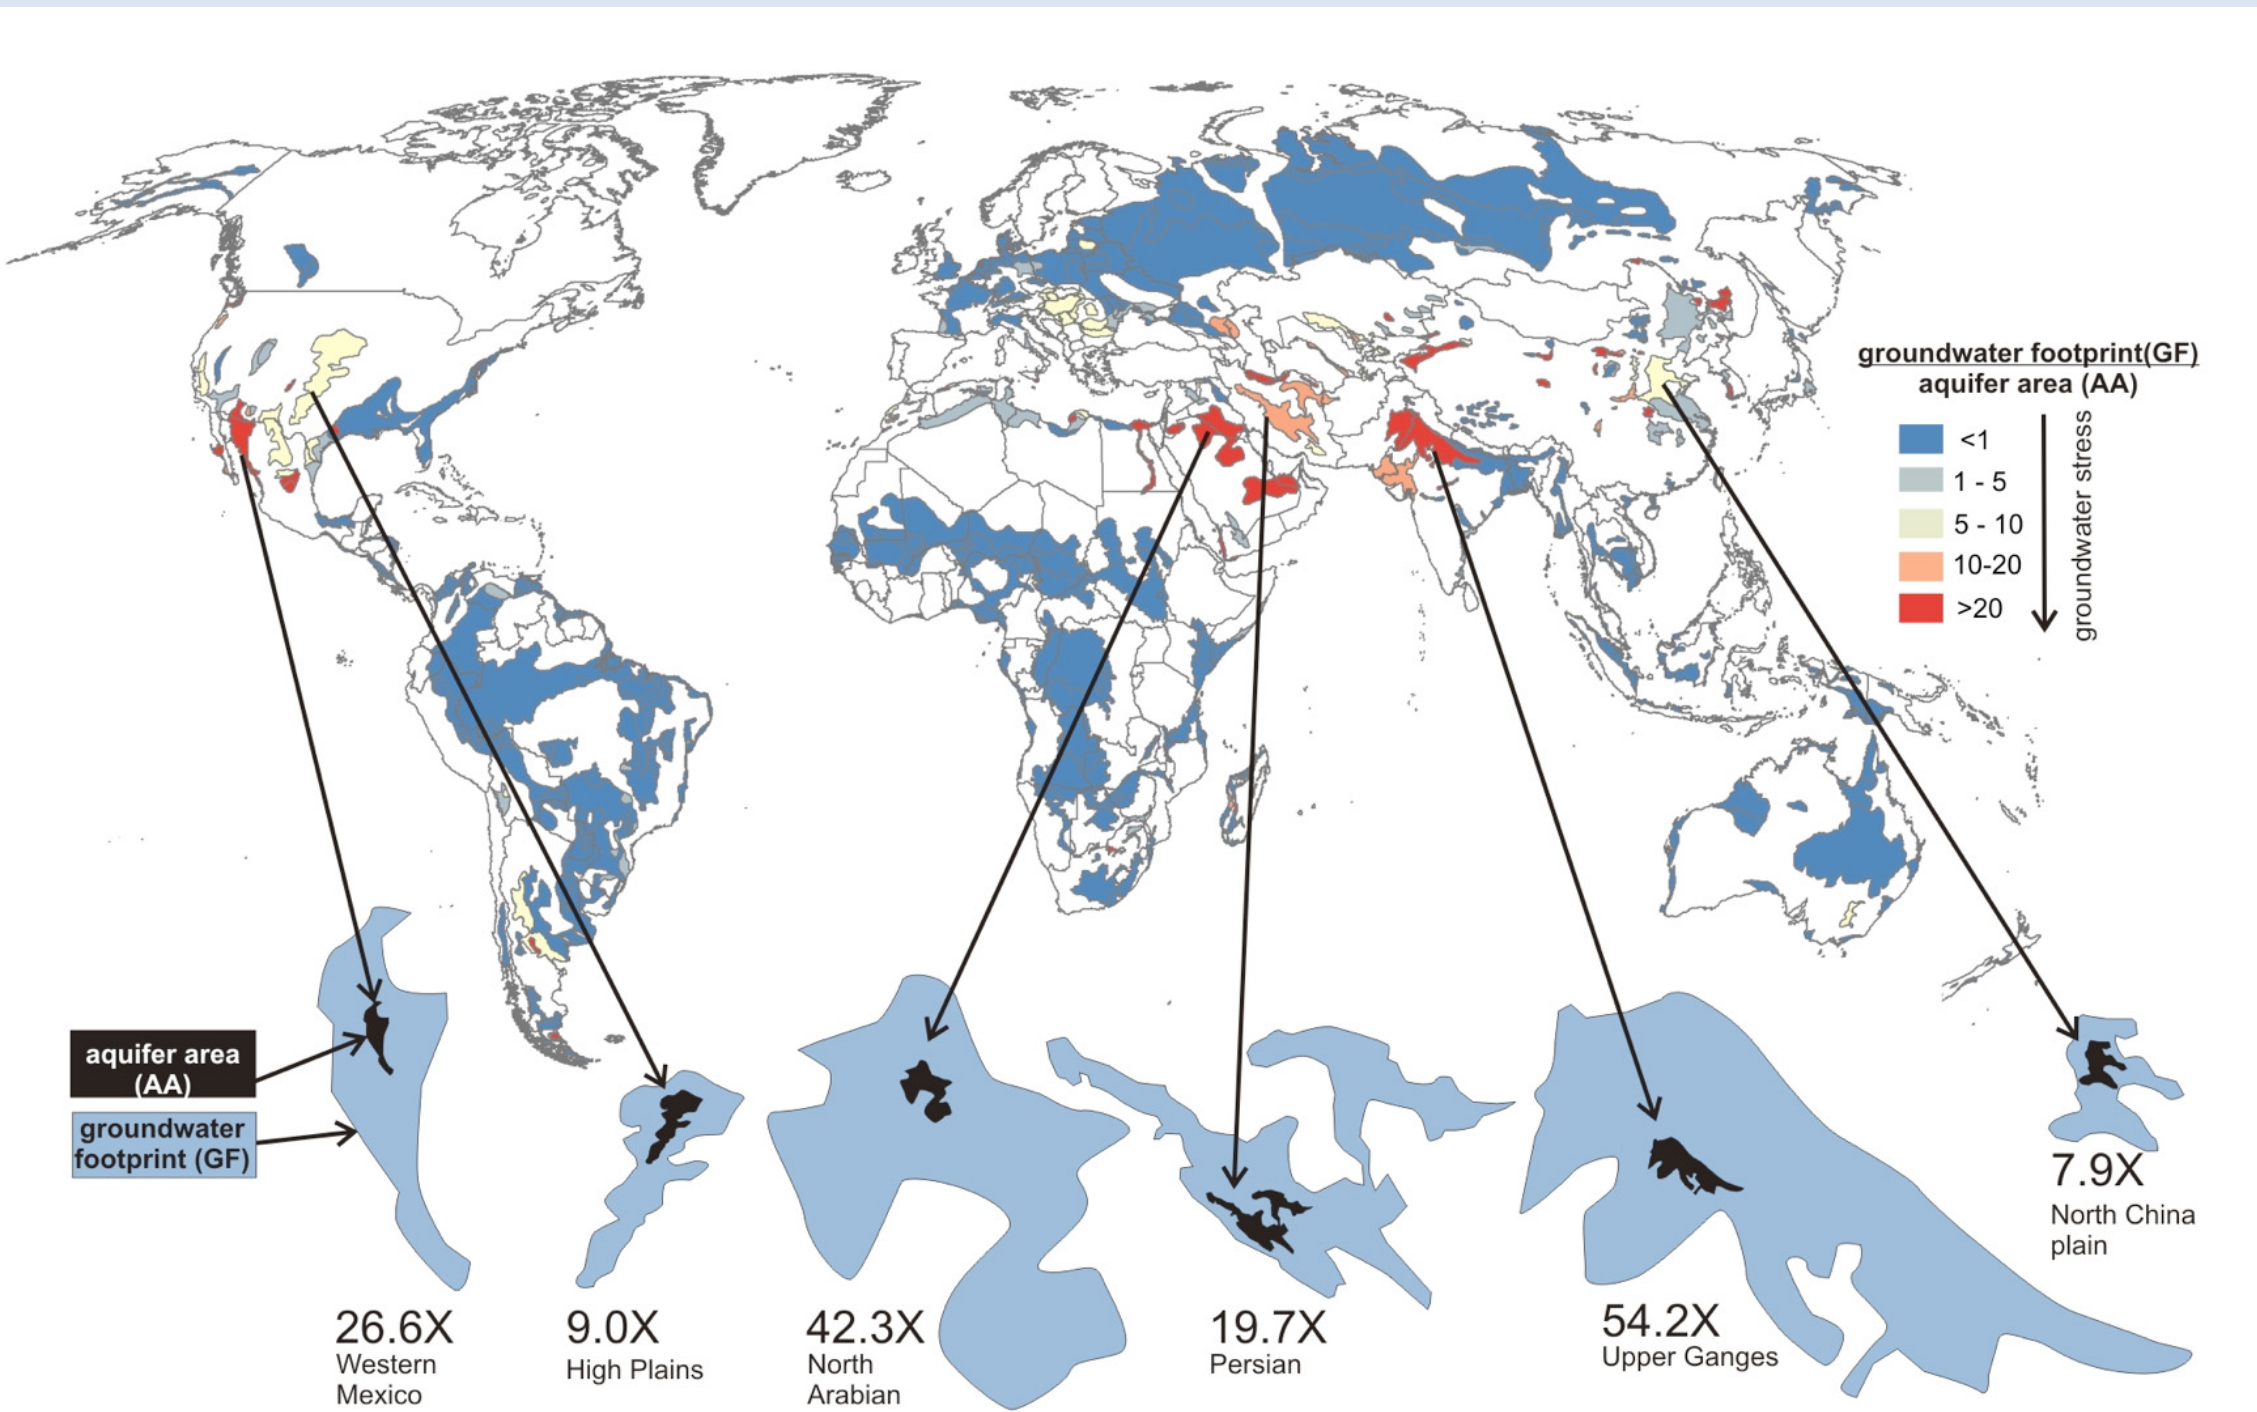 groundwater footprint(GF)
aquifer area (AA)
<1
1 - 5
5 - 10
10-20
>20
groundwater stress
aquifer area
(AA)
groundwater
footprint (GF)
26.6X
Western
Mexico
9.0X
High Plains
42.3X
North
Arabian
19.7X
Persian
54.2X
Upper Ganges
7.9X
North China
plain